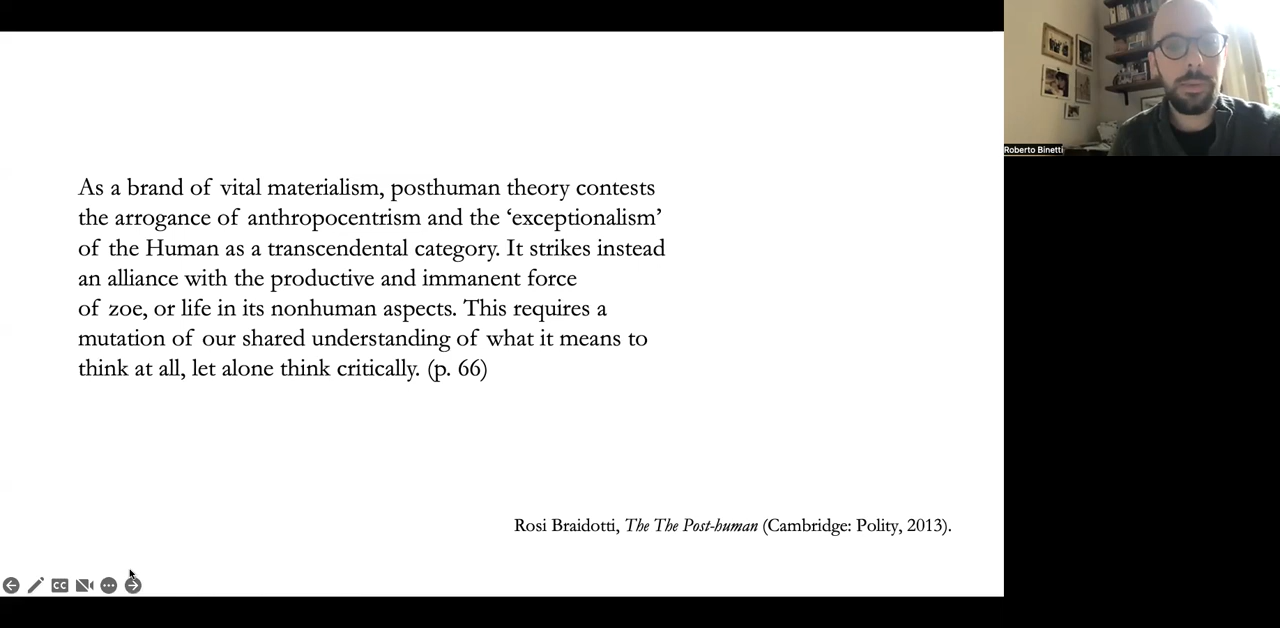 As a brand of vital materialism, posthuman theory contests
the arrogance of anthropocentrism and the ‘exceptionalism’
of the Human as a transcendental category. It strikes instead
an alliance with the productive and immanent force
of zoe, or life in its nonhuman aspects. This requires a
mutation of our shared understanding of what it means to
think at all, let alone think critically. (p. 66)
Rosi Braidotti, The The Post-human (Cambridge: Polity, 2013).
CC
Roberto Binetti